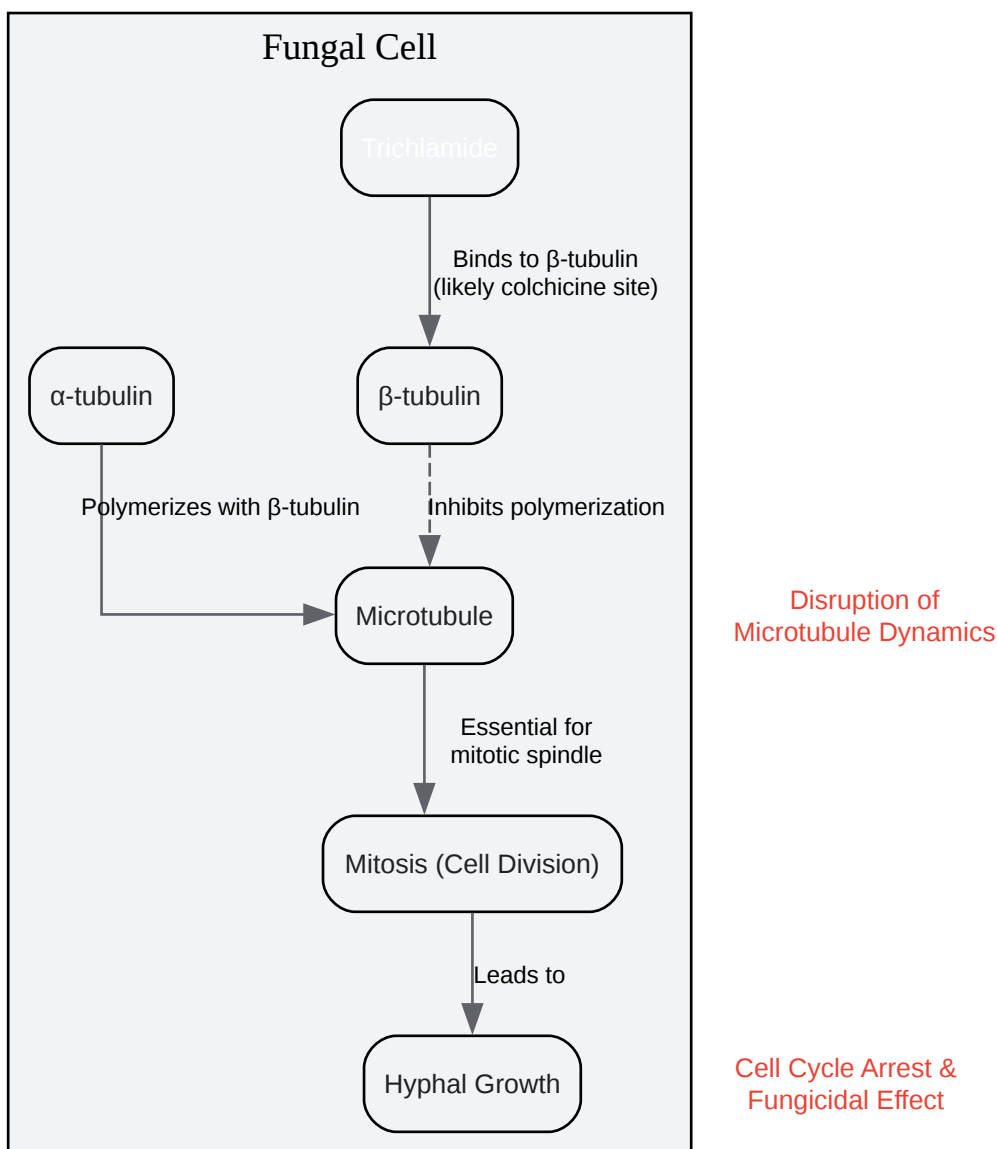 Fungal Cell
Trichlamide
Binds to β-tubulin
(likely colchicine site)
α-tubulin
β-tubulin
Polymerizes with β-tubulin
Inhibits polymerization
Microtubule
Disruption of
Microtubule Dynamics
Essential for
mitotic spindle
Mitosis (Cell Division)
Leads to
Hyphal Growth
Cell Cycle Arrest &
Fungicidal Effect